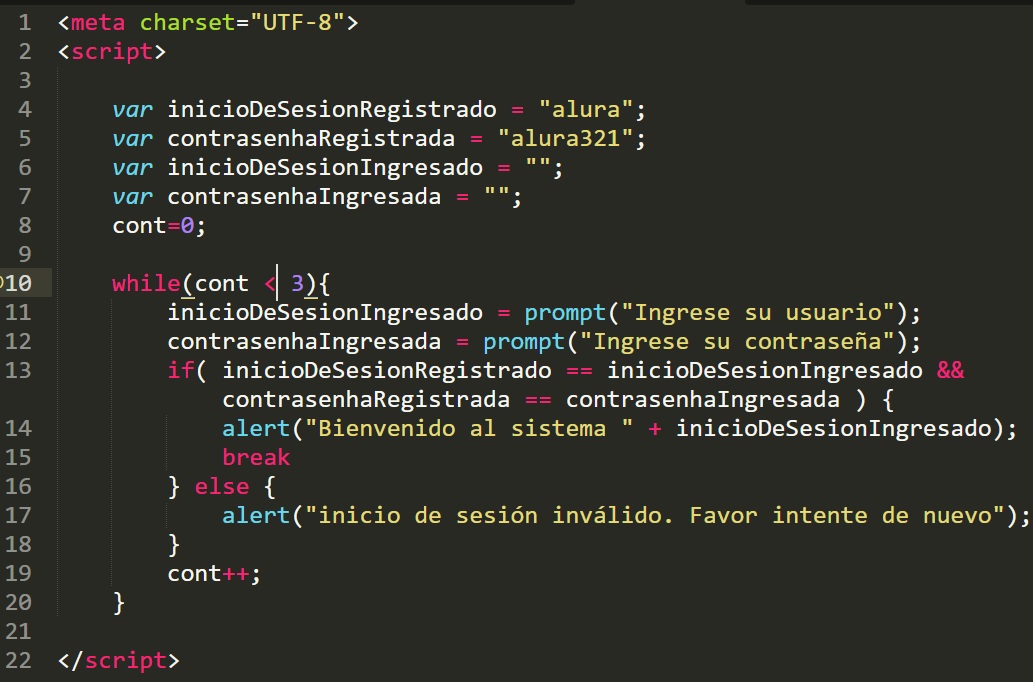 1 <meta charset="UTF-8">
2 <script>
3
4 var inicioDeSesionRegistrado = "alura";
5 var contrasenhaRegistrada = "alura321";
6 var inicioDeSesionIngresado = "";
7 var contrasenhaIngresada = "";
8 cont=0;
9
10 while(cont < 3){
11 inicioDeSesionIngresado = prompt("Ingrese su usuario");
12 contrasenhaIngresada = prompt("Ingrese su contraseña");
13 if( inicioDeSesionRegistrado == inicioDeSesionIngresado &&
contrasenhaRegistrada == contrasenhaIngresada ) {
14 alert("Bienvenido al sistema " + inicioDeSesionIngresado);
15 break
16 } else {
17 alert("inicio de sesión inválido. Favor intente de nuevo");
18 }
19 cont++;
20 }
21
22 </script>